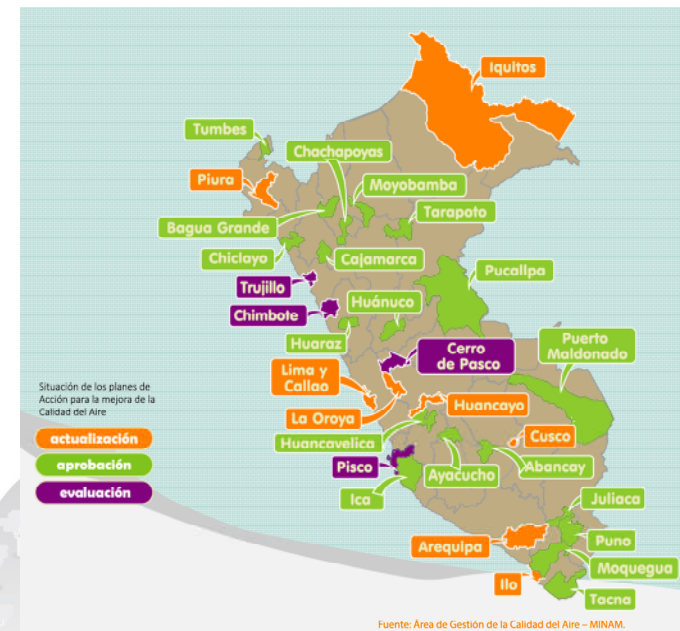 Iquitos
Tumbes
Chachapoyas
Piura
Moyobamba
Tarapoto
Bagua Grande
Chiclayo
Cajamarca
Pucallpa
Trujillo
Huánuco
Chimbote
Huaraz
Cerro
de Pasco
Puerto
Maldonado
Lima y
Callao
Situación de los planes de
Acción para la mejora de la
Calidad del Aire
La Oroya
Huancayo
actualización
Huancavelica
Cusco
aprobación
Pisco
Ayacucho
Abancay
evaluación
Ica
Juliaca
Arequipa
Puno
Moquegua
Ilo
Tacna
Fuente: Área de Gestión de la Calidad del Aire – MINAM.